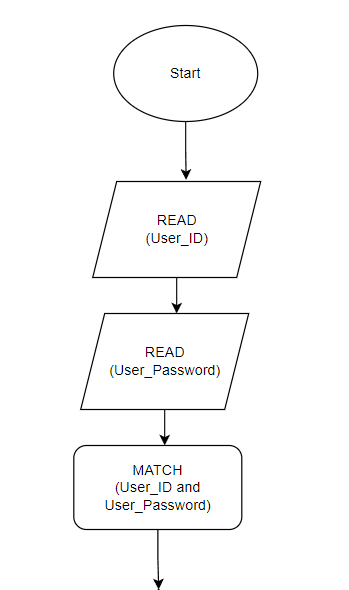 Start
READ
(User_ID)
READ
(User_Password)
MATCH
(User_ID and
User_Password)